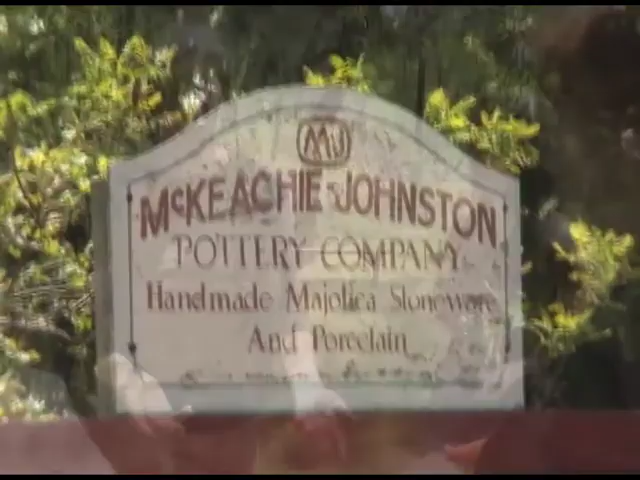 MJ
McKEACHIE-JOHNSTON
POTTERY COMPANY
Handmade Majolica Stoneware
And Porcelain